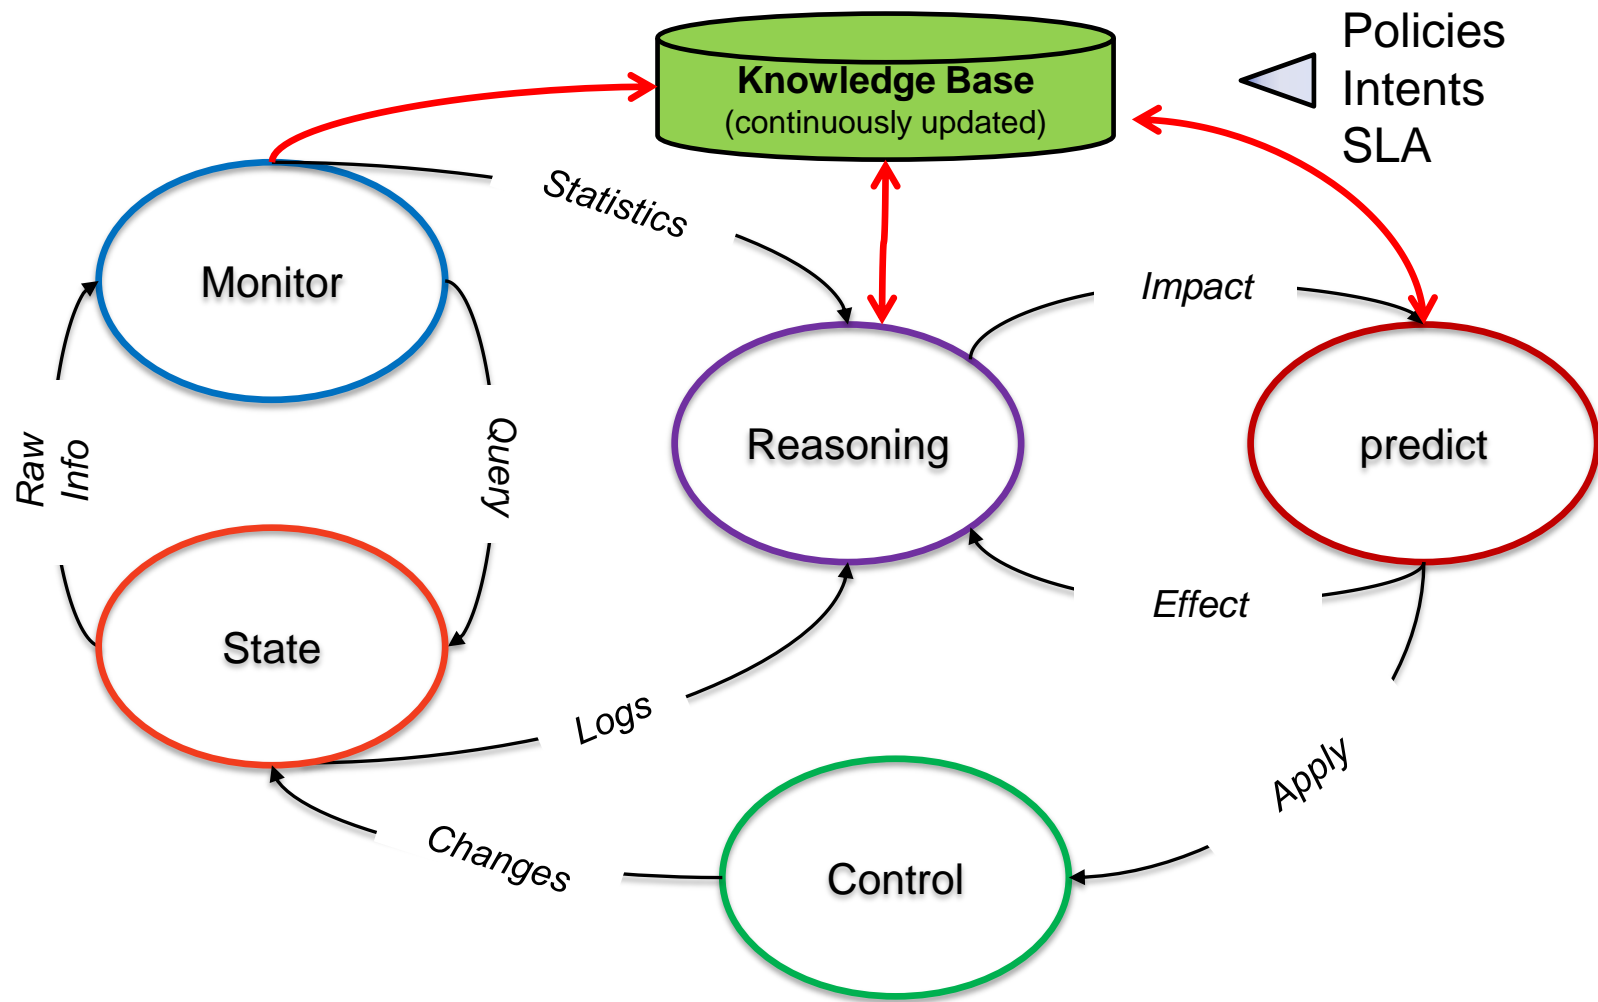 Knowledge Base
(continuously updated)
Policies
Intents
SLA
Statistics
Monitor
Impact
Raw
Info
Query
Reasoning
predict
Effect
State
Logs
Apply
Changes
Control